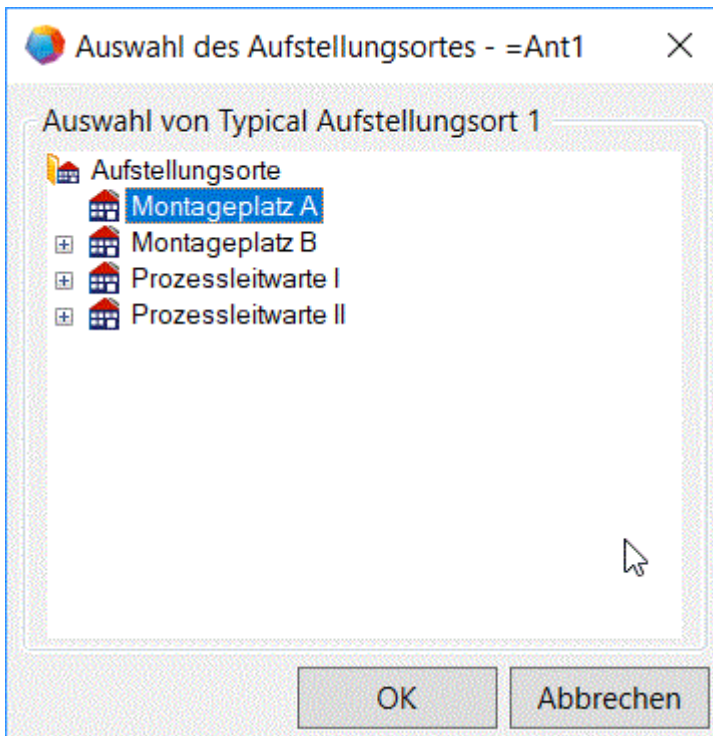 Auswahl des Aufstellungsortes - =Ant1
Auswahl von Typical Aufstellungsort 1
Aufstellungsorte
Montageplatz A
Montageplatz B
Prozessleitwarte I
Prozessleitwarte II
OK Abbrechen